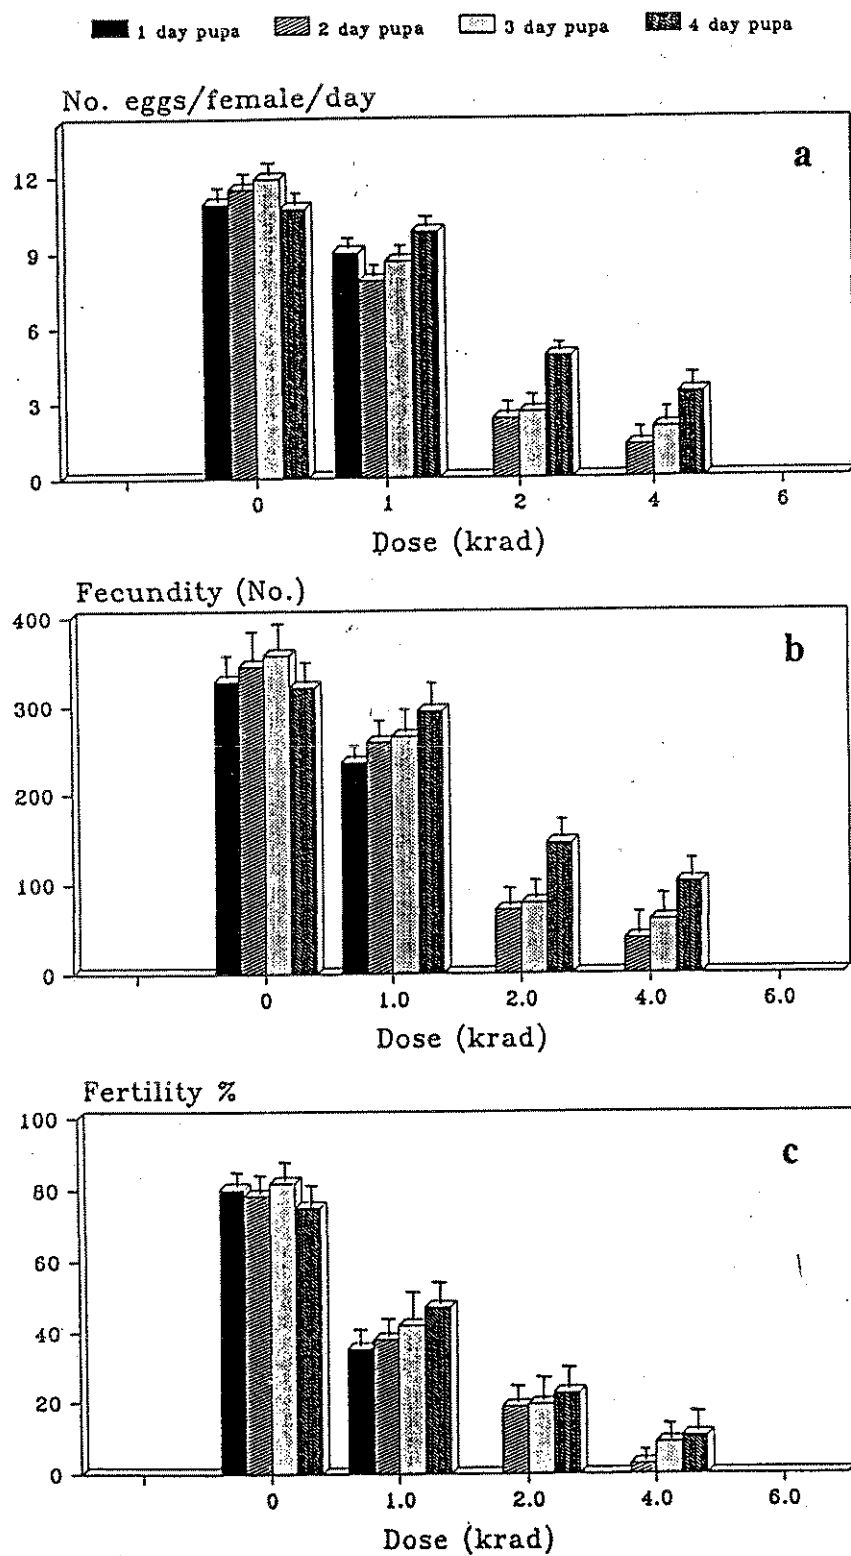 1 day pupa 2 day pupa 3 day pupa 4 day pupa
No. eggs/female/day
a
12
9
6
3
0
0 1 2 4 6
Dose (krad)
Fecundity (No.)
b
400
300
200
100
0
0 1.0 2.0 4.0 6.0
Dose (krad)
Fertility %
c
100
80
60
40
20
0
0 1.0 2.0 4.0 6.0
Dose (krad)